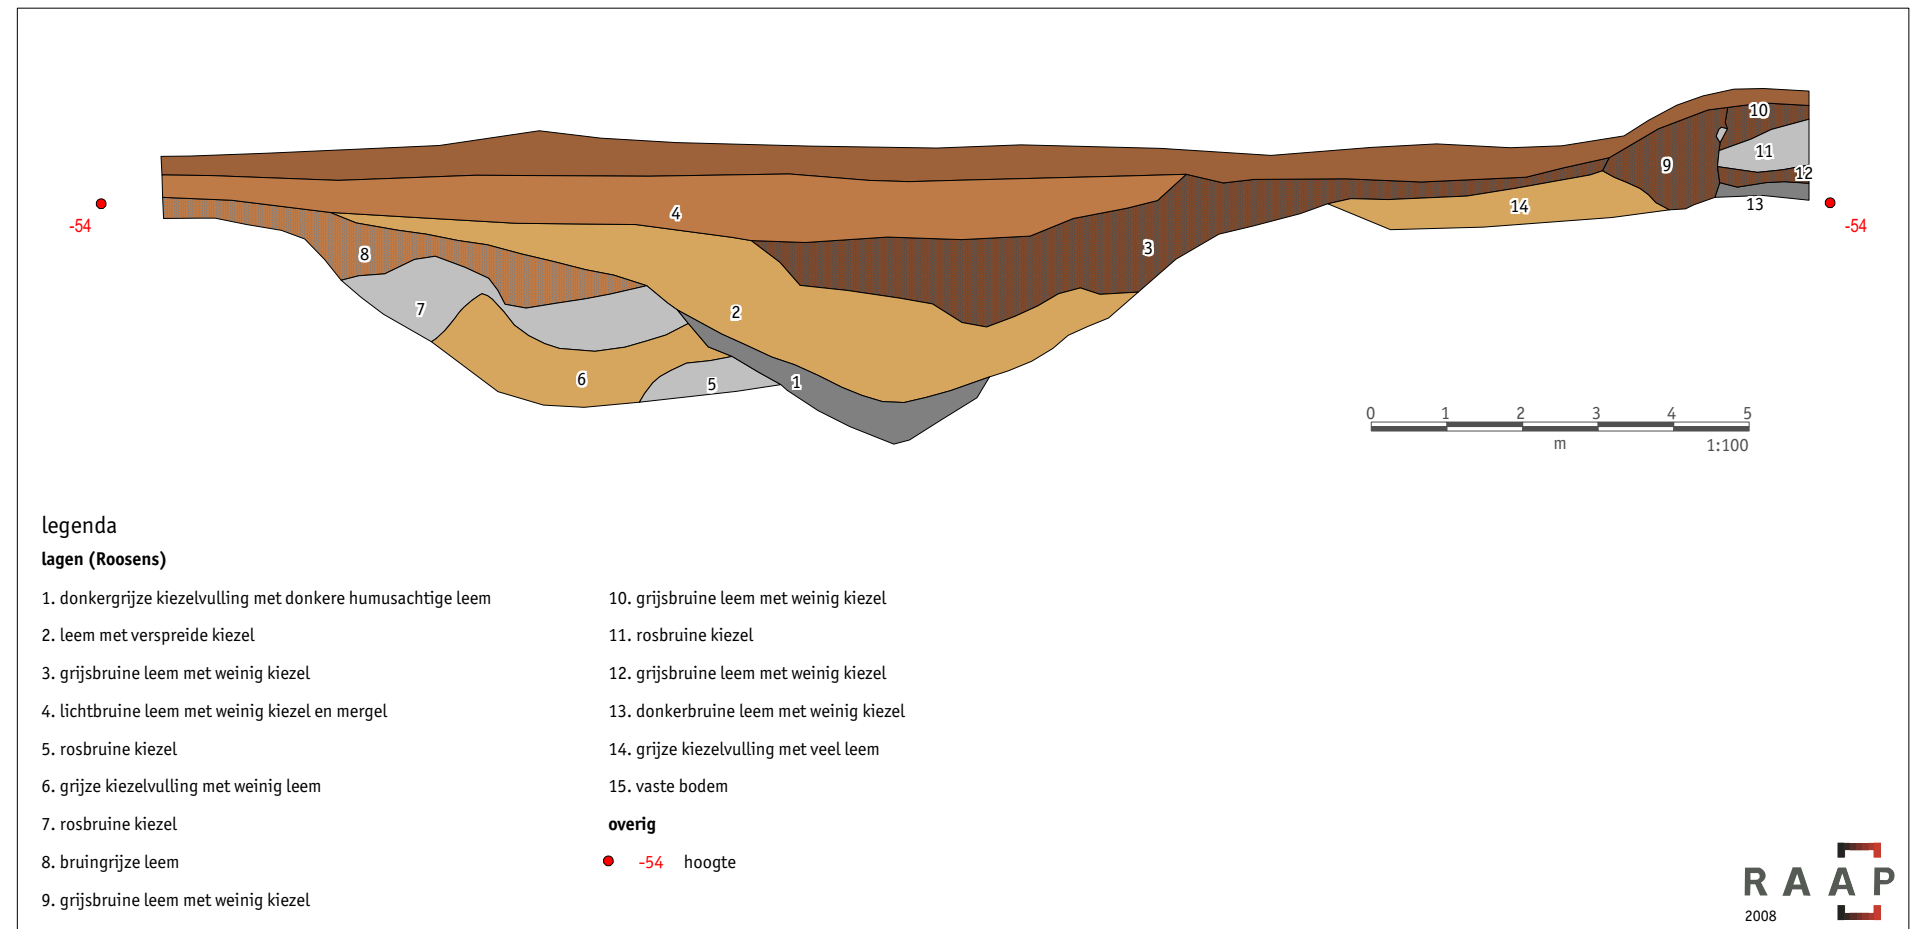 10
11
9
12
-54
4
14
13
-54
3
8
7
2
6
5
1
0 1 2 3 4 5
m
1:100
legenda
lagen (Roosens)
1. donkergrijze kiezelvulling met donkere humusachtige leem
2. leem met verspreide kiezel
3. grijsbruine leem met weinig kiezel
4. lichtbruine leem met weinig kiezel en mergel
5. rosbruine kiezel
6. grijze kiezelvulling met weinig leem
7. rosbruine kiezel
8. bruingrijze leem
9. grijsbruine leem met weinig kiezel
10. grijsbruine leem met weinig kiezel
11. rosbruine kiezel
12. grijsbruine leem met weinig kiezel
13. donkerbruine leem met weinig kiezel
14. grijze kiezelvulling met veel leem
15. vaste bodem
overig
-54 hoogte
RAAP
2008